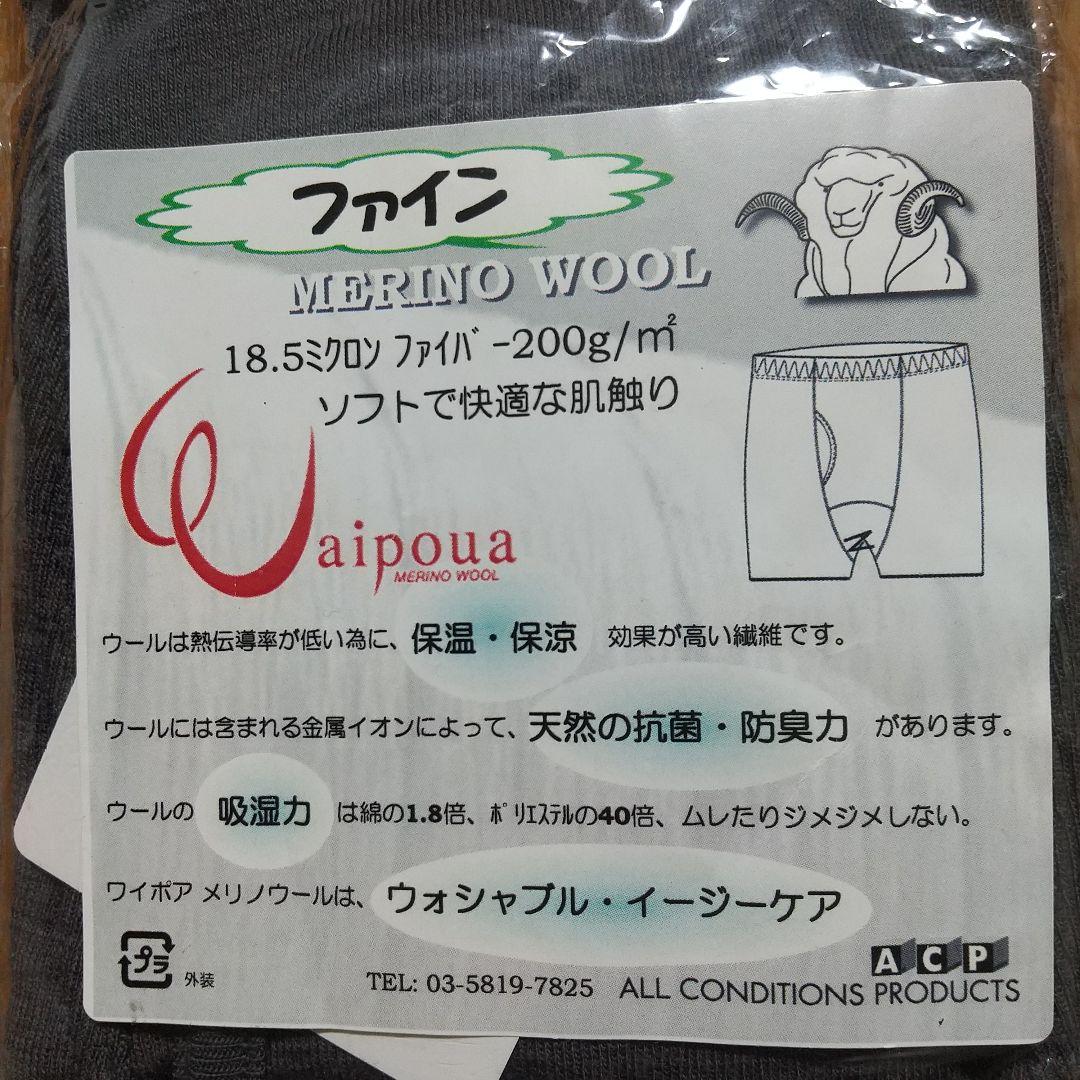 ファイン
MERINO WOOL
18.5ﾐｸﾛﾝ ﾌｧｲﾊﾞｰ200g/㎡
ソフトで快適な肌触り
Waipoua
MERINO WOOL
ウールは熱伝導率が低い為に、保温・保涼 効果が高い繊維です。
ウールには含まれる金属イオンによって、天然の抗菌・防臭力 があります。
ウールの 吸湿力 は綿の1.8倍、ﾎﾟﾘｴｽﾃﾙの40倍、ムレたりジメジメしない。
ワイポア メリノウールは、ウォシャブル・イージーケア
プラ 外装
TEL: 03-5819-7825
ACP
ALL CONDITIONS PRODUCTS